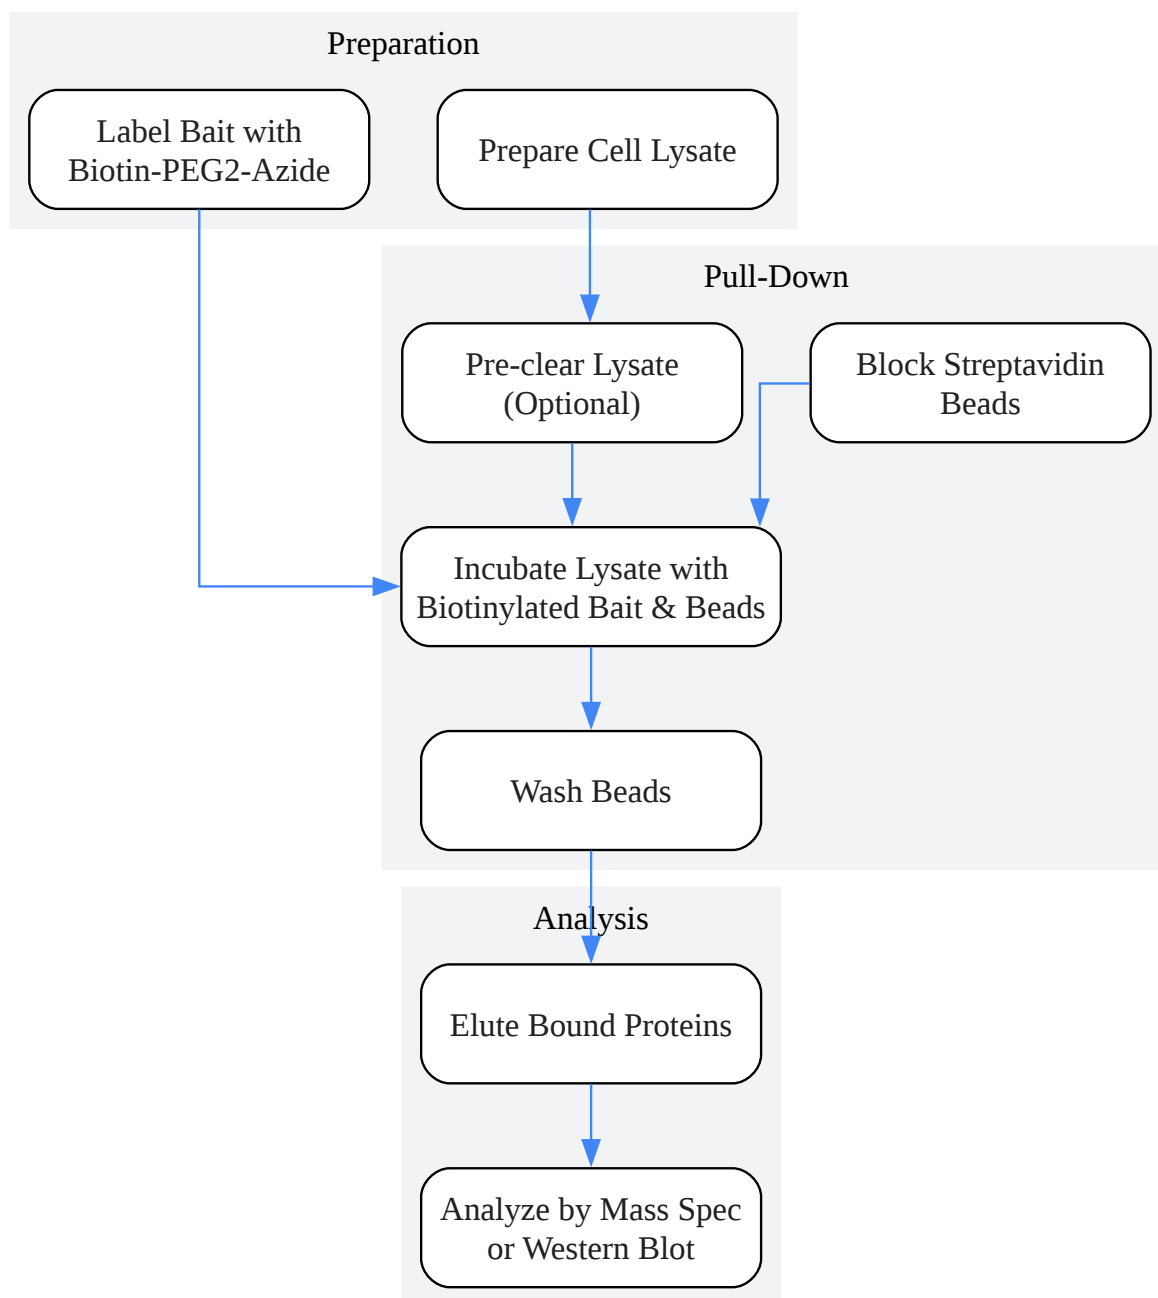 Preparation
Label Bait with
Biotin-PEG2-Azide
Prepare Cell Lysate
Pull-Down
Pre-clear Lysate
(Optional)
Block Streptavidin
Beads
Incubate Lysate with
Biotinylated Bait & Beads
Wash Beads
Analysis
Elute Bound Proteins
Analyze by Mass Spec
or Western Blot